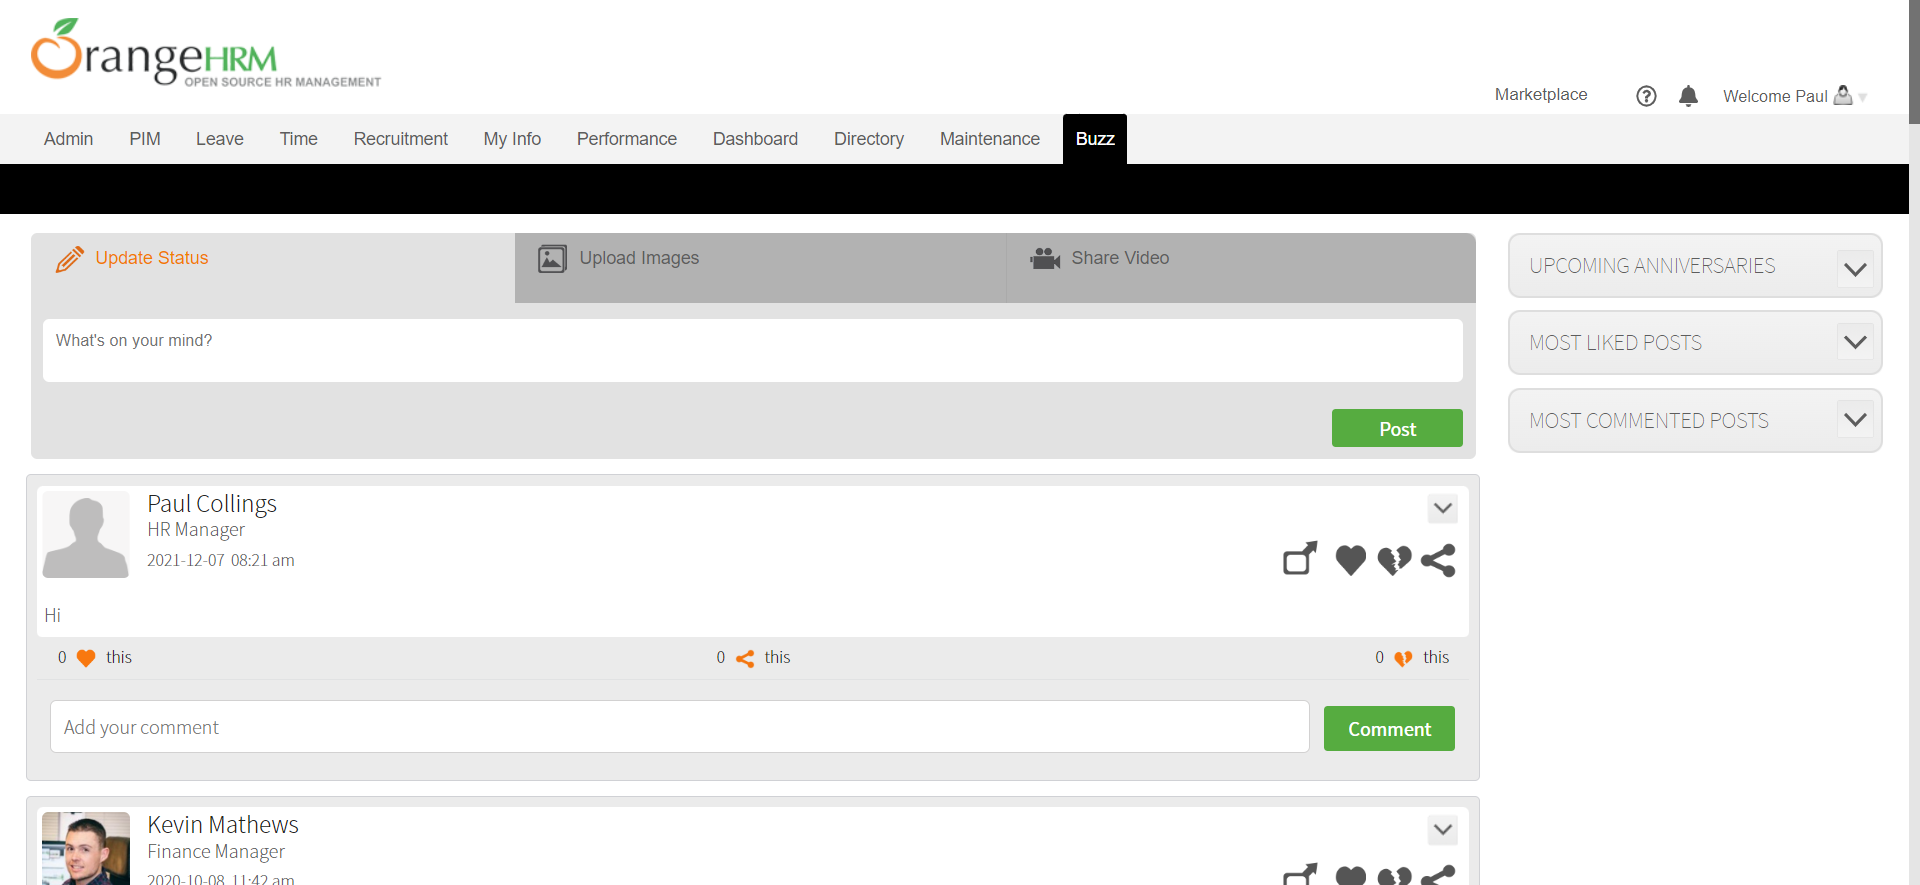 OrangeHRM
OPEN SOURCE HR MANAGEMENT
Marketplace
Welcome Paul
Admin PIM Leave Time Recruitment My Info Performance Dashboard Directory Maintenance Buzz
Update Status
Upload Images
Share Video
What's on your mind?
Post
UPCOMING ANNIVERSARIES
MOST LIKED POSTS
MOST COMMENTED POSTS
Paul Collings
HR Manager
2021-12-07 08:21 am
Hi
0 this
0 this
0 this
Add your comment
Comment
Kevin Mathews
Finance Manager
2020-10-08 11:42 am